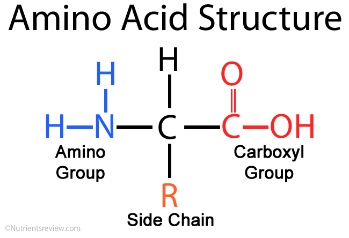 Amino Acid Structure
H H O
H N C C OH
Amino Carboxyl
Group Group
R
Side Chain
©Nutrientsreview.com